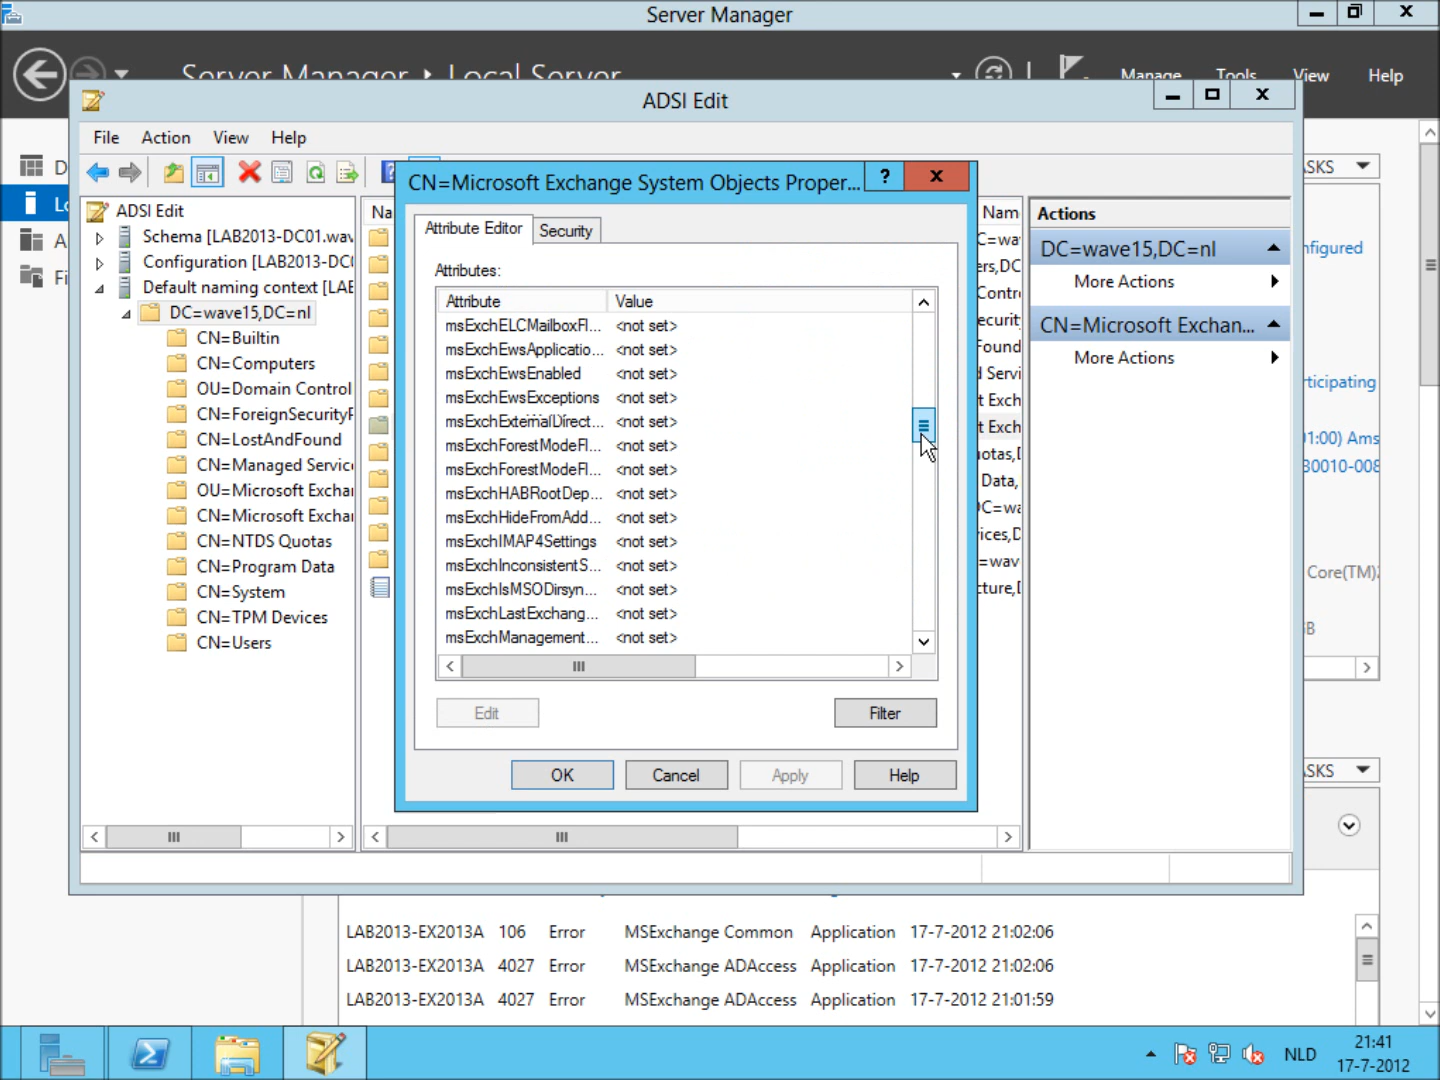 Server Manager
Server Manager ‣ Local Server
Manage Tools View Help
ADSI Edit
File Action View Help
ADSI Edit
Schema [LAB2013-DC01.wav
Configuration [LAB2013-DC0
Default naming context [LAB
DC=wave15,DC=nl
CN=Builtin
CN=Computers
OU=Domain Control
CN=ForeignSecurityP
CN=LostAndFound
CN=Managed Service
OU=Microsoft Exchan
CN=Microsoft Exchan
CN=NTDS Quotas
CN=Program Data
CN=System
CN=TPM Devices
CN=Users
CN=Microsoft Exchange System Objects Proper...
Attribute Editor Security
Attributes:
Attribute Value
msExchELCMailboxFl... <not set>
msExchEwsApplicatio... <not set>
msExchEwsEnabled <not set>
msExchEwsExceptions <not set>
msExchExternalDirect... <not set>
msExchForestModeFl... <not set>
msExchForestModeFl... <not set>
msExchHABRootDep... <not set>
msExchHideFromAdd... <not set>
msExchIMAP4Settings <not set>
msExchInconsistentS... <not set>
msExchIsMSODirsyn... <not set>
msExchLastExchang... <not set>
msExchManagement... <not set>
Edit Filter
OK Cancel Apply Help
Actions
DC=wave15,DC=nl
More Actions
CN=Microsoft Exchan...
More Actions
LAB2013-EX2013A 106 Error MSExchange Common Application 17-7-2012 21:02:06
LAB2013-EX2013A 4027 Error MSExchange ADAccess Application 17-7-2012 21:02:06
LAB2013-EX2013A 4027 Error MSExchange ADAccess Application 17-7-2012 21:01:59
NLD
21:41
17-7-2012